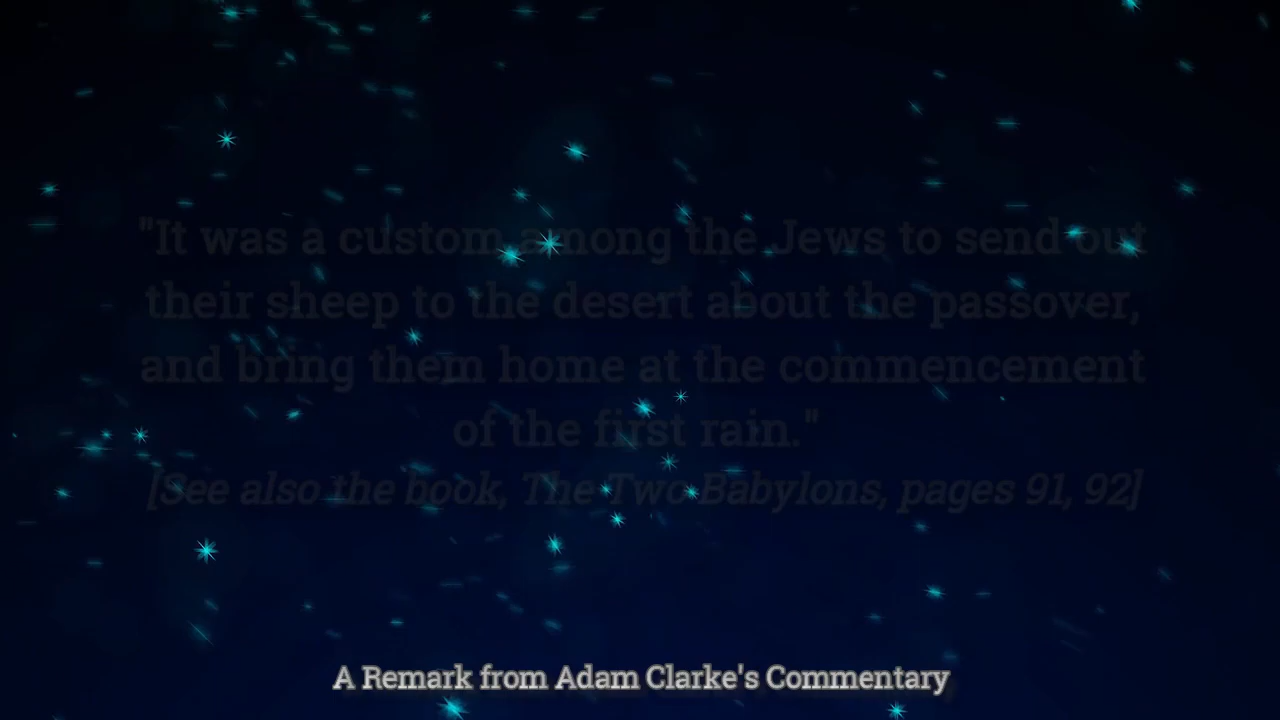 "It was a custom among the Jews to send out
their sheep to the desert about the passover,
and bring them home at the commencement
of the first rain."
[See also the book, The Two Babylons, pages 91, 92]
A Remark from Adam Clarke's Commentary